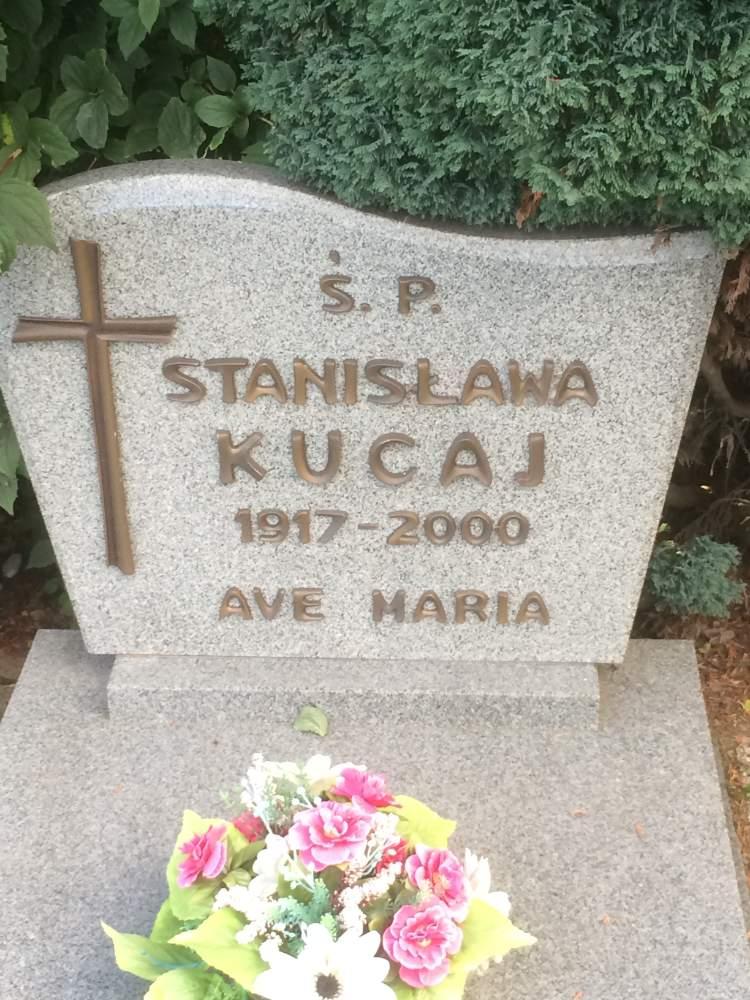 Ś. P.
STANISŁAWA
KUCAJ
1917-2000
AVE MARIA